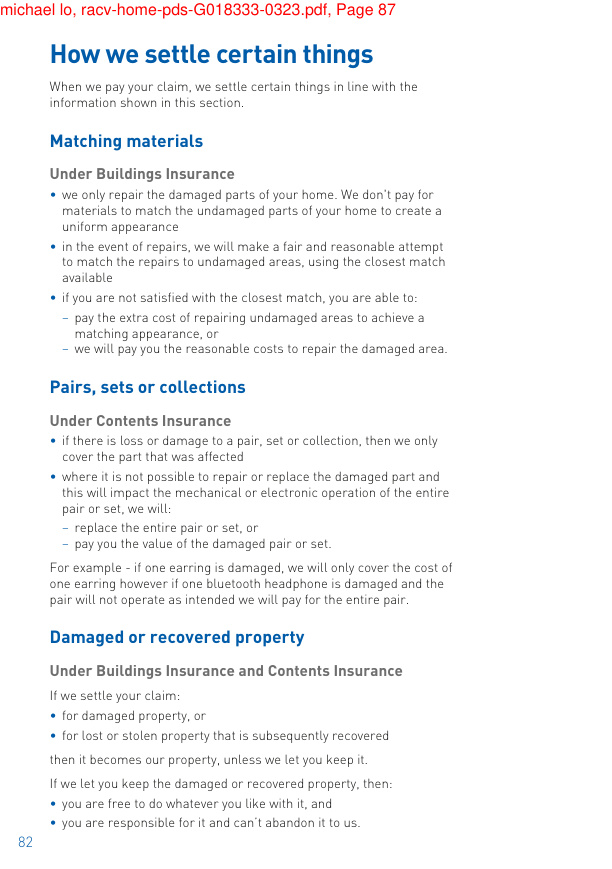 michael lo, racv-home-pds-G018333-0323.pdf, Page 87
How we settle certain things
When we pay your claim, we settle certain things in line with the
information shown in this section.
Matching materials
Under Buildings Insurance
• we only repair the damaged parts of your home. We don't pay for
materials to match the undamaged parts of your home to create a
uniform appearance
• in the event of repairs, we will make a fair and reasonable attempt
to match the repairs to undamaged areas, using the closest match
available
• if you are not satisfied with the closest match, you are able to:
– pay the extra cost of repairing undamaged areas to achieve a
matching appearance, or
– we will pay you the reasonable costs to repair the damaged area.
Pairs, sets or collections
Under Contents Insurance
• if there is loss or damage to a pair, set or collection, then we only
cover the part that was affected
• where it is not possible to repair or replace the damaged part and
this will impact the mechanical or electronic operation of the entire
pair or set, we will:
– replace the entire pair or set, or
– pay you the value of the damaged pair or set.
For example - if one earring is damaged, we will only cover the cost of
one earring however if one bluetooth headphone is damaged and the
pair will not operate as intended we will pay for the entire pair.
Damaged or recovered property
Under Buildings Insurance and Contents Insurance
If we settle your claim:
• for damaged property, or
• for lost or stolen property that is subsequently recovered
then it becomes our property, unless we let you keep it.
If we let you keep the damaged or recovered property, then:
• you are free to do whatever you like with it, and
• you are responsible for it and can't abandon it to us.
82